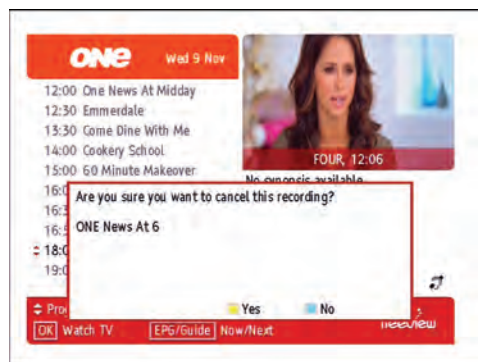 ONE Wed 9 Nov
12:00 One News At Midday
12:30 Emmerdale
13:30 Come Dine With Me
14:00 Cookery School
15:00 60 Minute Makeover
FOUR, 12:06
No synopsis available
Are you sure you want to cancel this recording?
ONE News At 6
Yes No
OK Watch TV EPG/Guide Now/Next
freeview